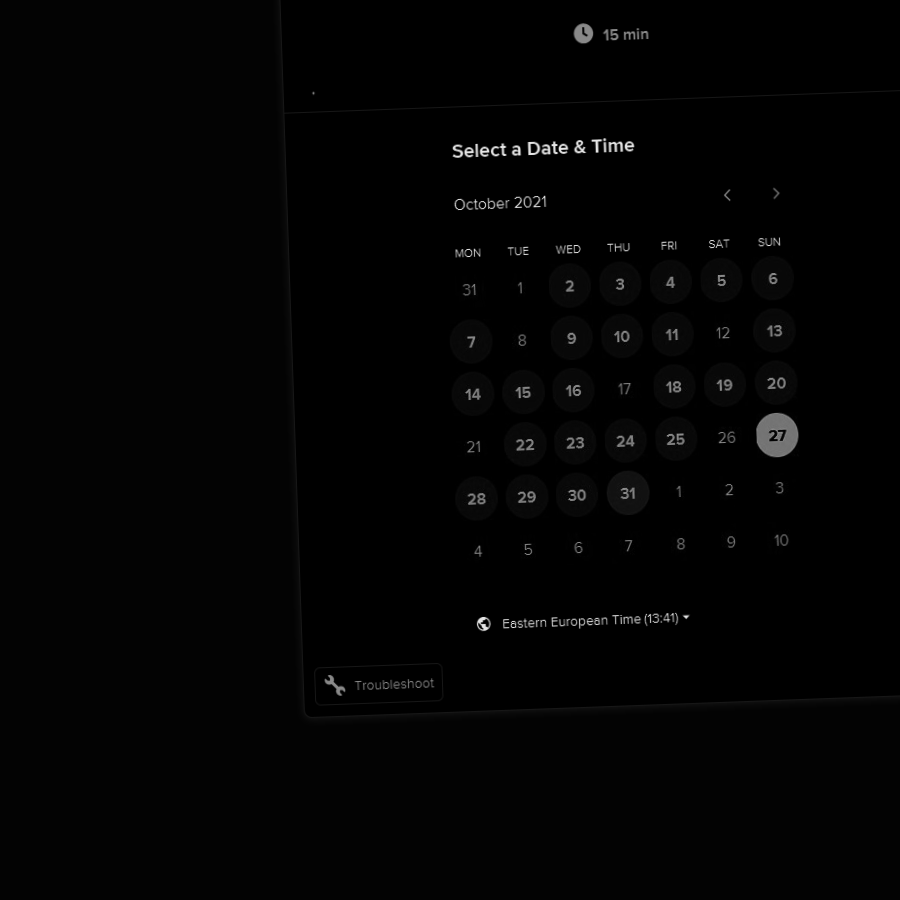 15 min
Select a Date & Time
October 2021
MON TUE WED THU FRI SAT SUN
31 1 2 3 4 5 6
7 8 9 10 11 12 13
14 15 16 17 18 19 20
21 22 23 24 25 26 27
28 29 30 31 1 2 3
4 5 6 7 8 9 10
Eastern European Time (13:41)
Troubleshoot